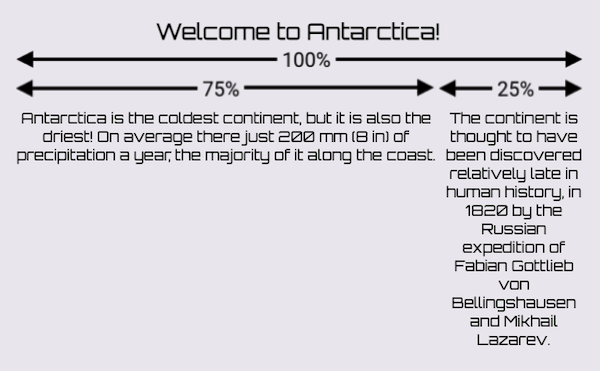 Welcome to Antarctica!
100%
75%
25%
Antarctica is the coldest continent, but it is also the
driest! On average there just 200 mm (8 in) of
precipitation a year, the majority of it along the coast.
The continent is
thought to have
been discovered
relatively late in
human history, in
1820 by the
Russian
expedition of
Fabian Gottlieb
von
Bellingshausen
and Mikhail
Lazarev.